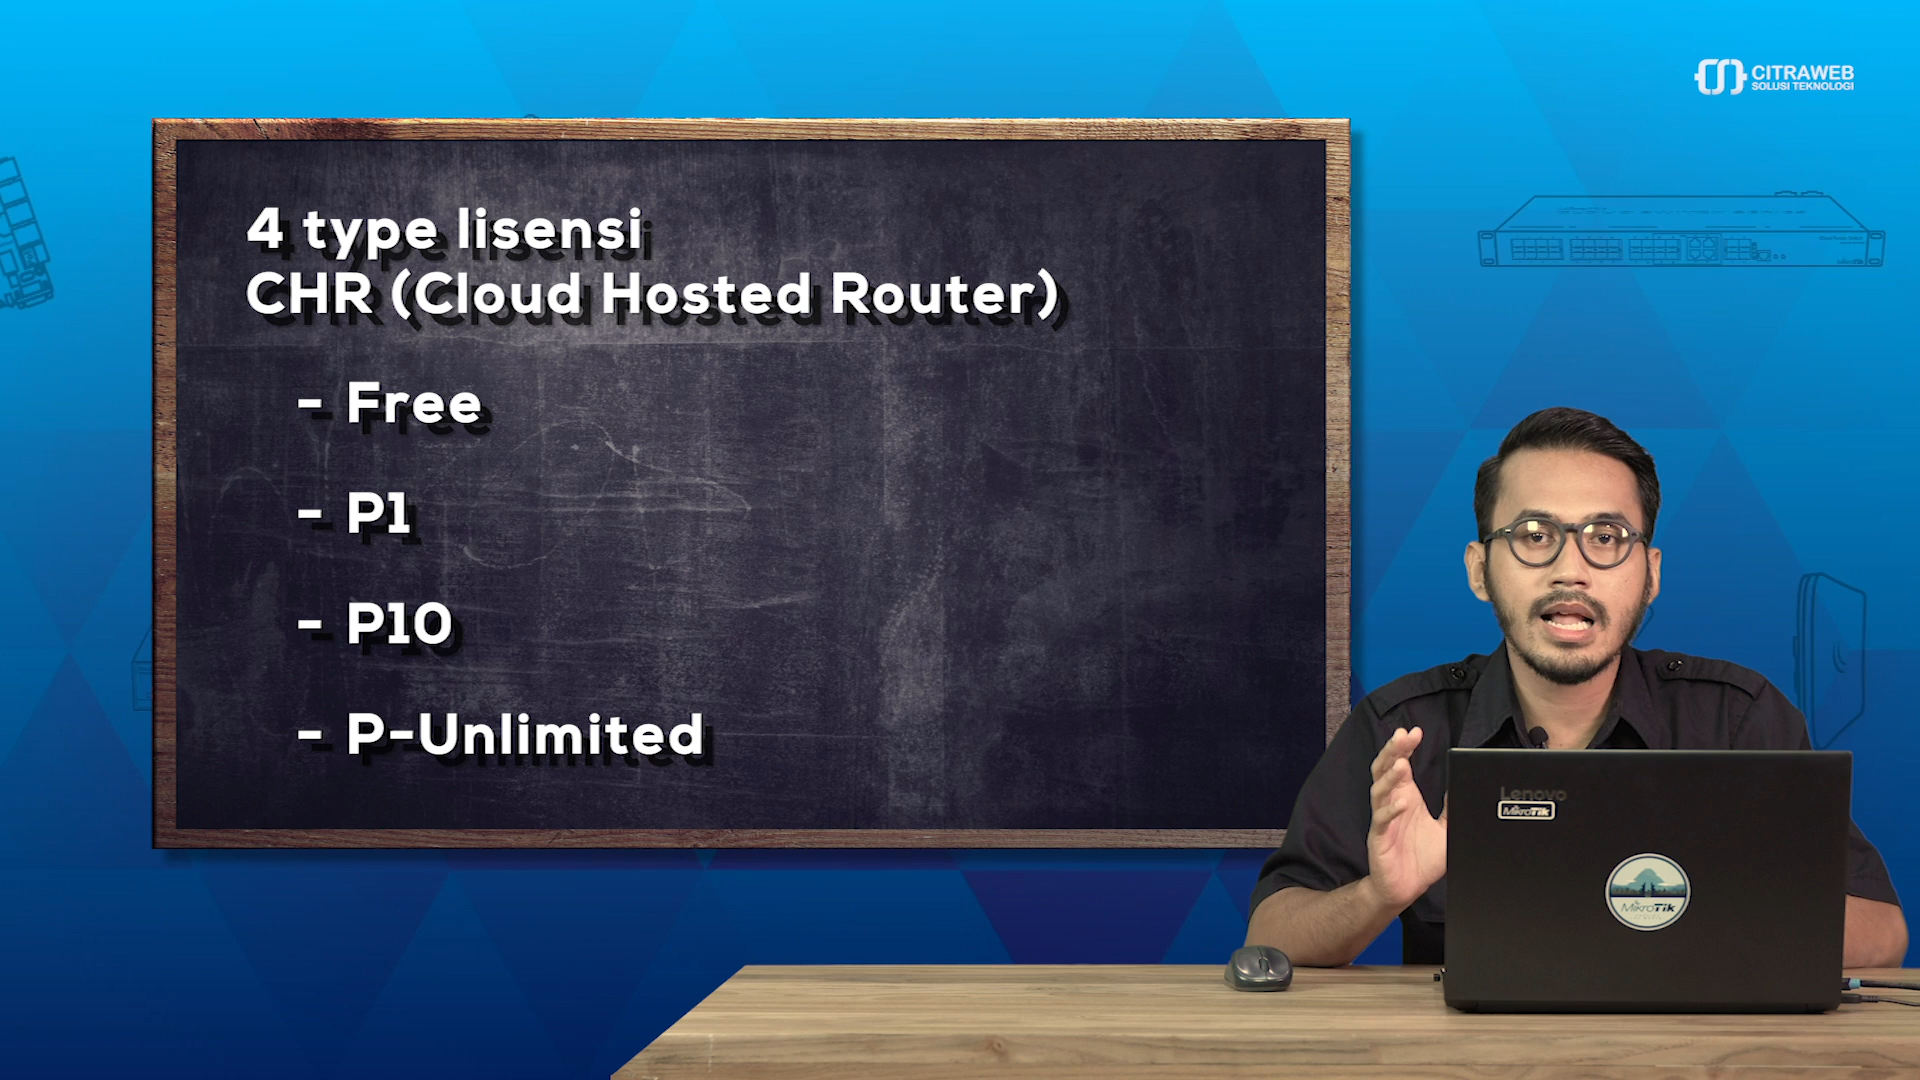 CITRAWEB
SOLUSI TEKNOLOGI
4 type lisensi
CHR (Cloud Hosted Router)
- Free
- P1
- P10
- P-Unlimited
Lenovo
MikroTik
MikroTik